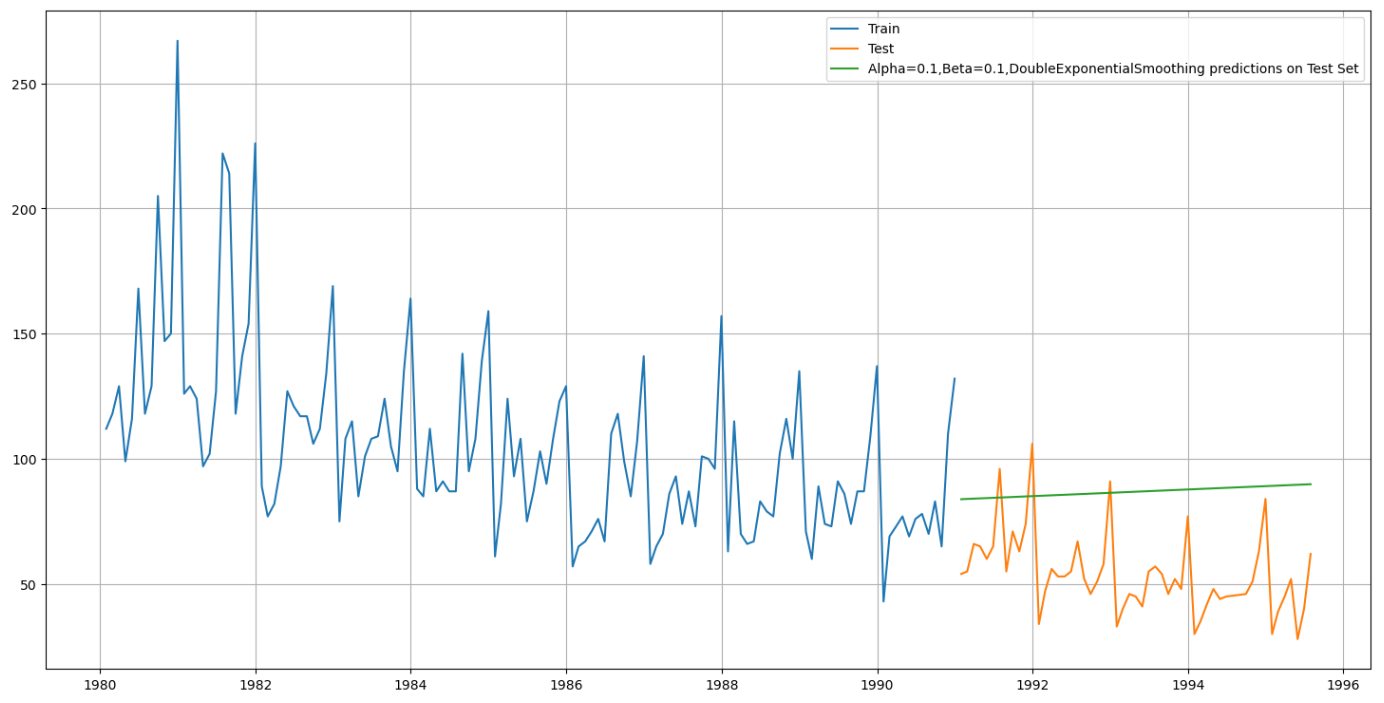 Train
Test
Alpha=0.1,Beta=0.1,DoubleExponentialSmoothing predictions on Test Set
250
200
150
100
50
1980 1982 1984 1986 1988 1990 1992 1994 1996